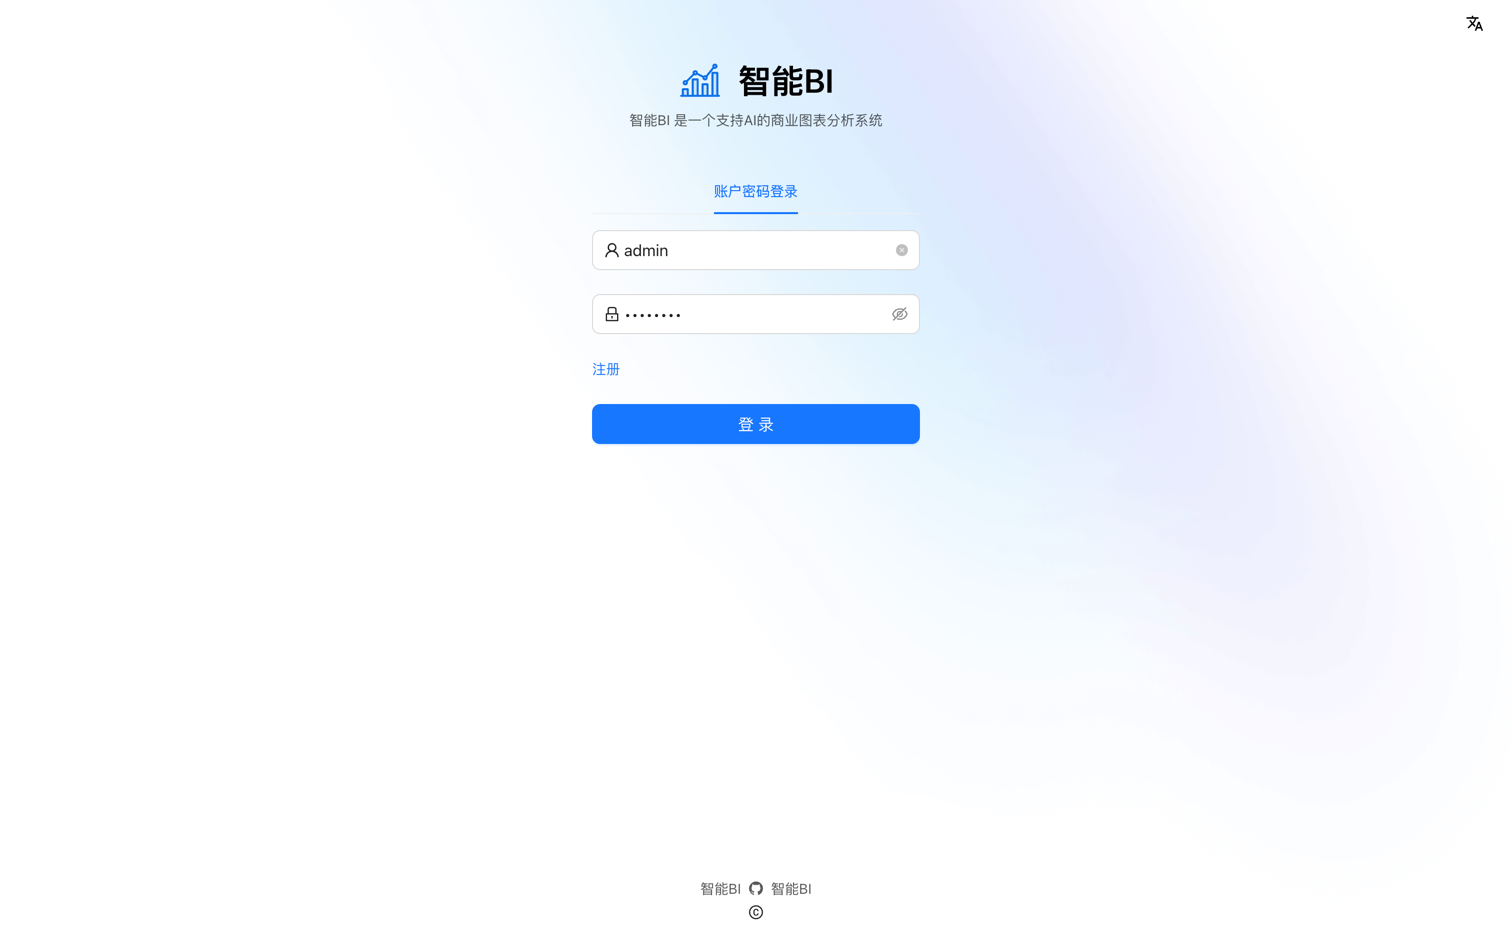 智能BI
智能BI 是一个支持AI的商业图表分析系统
账户密码登录
admin
••••••••
注册
登 录
智能BI 智能BI
©